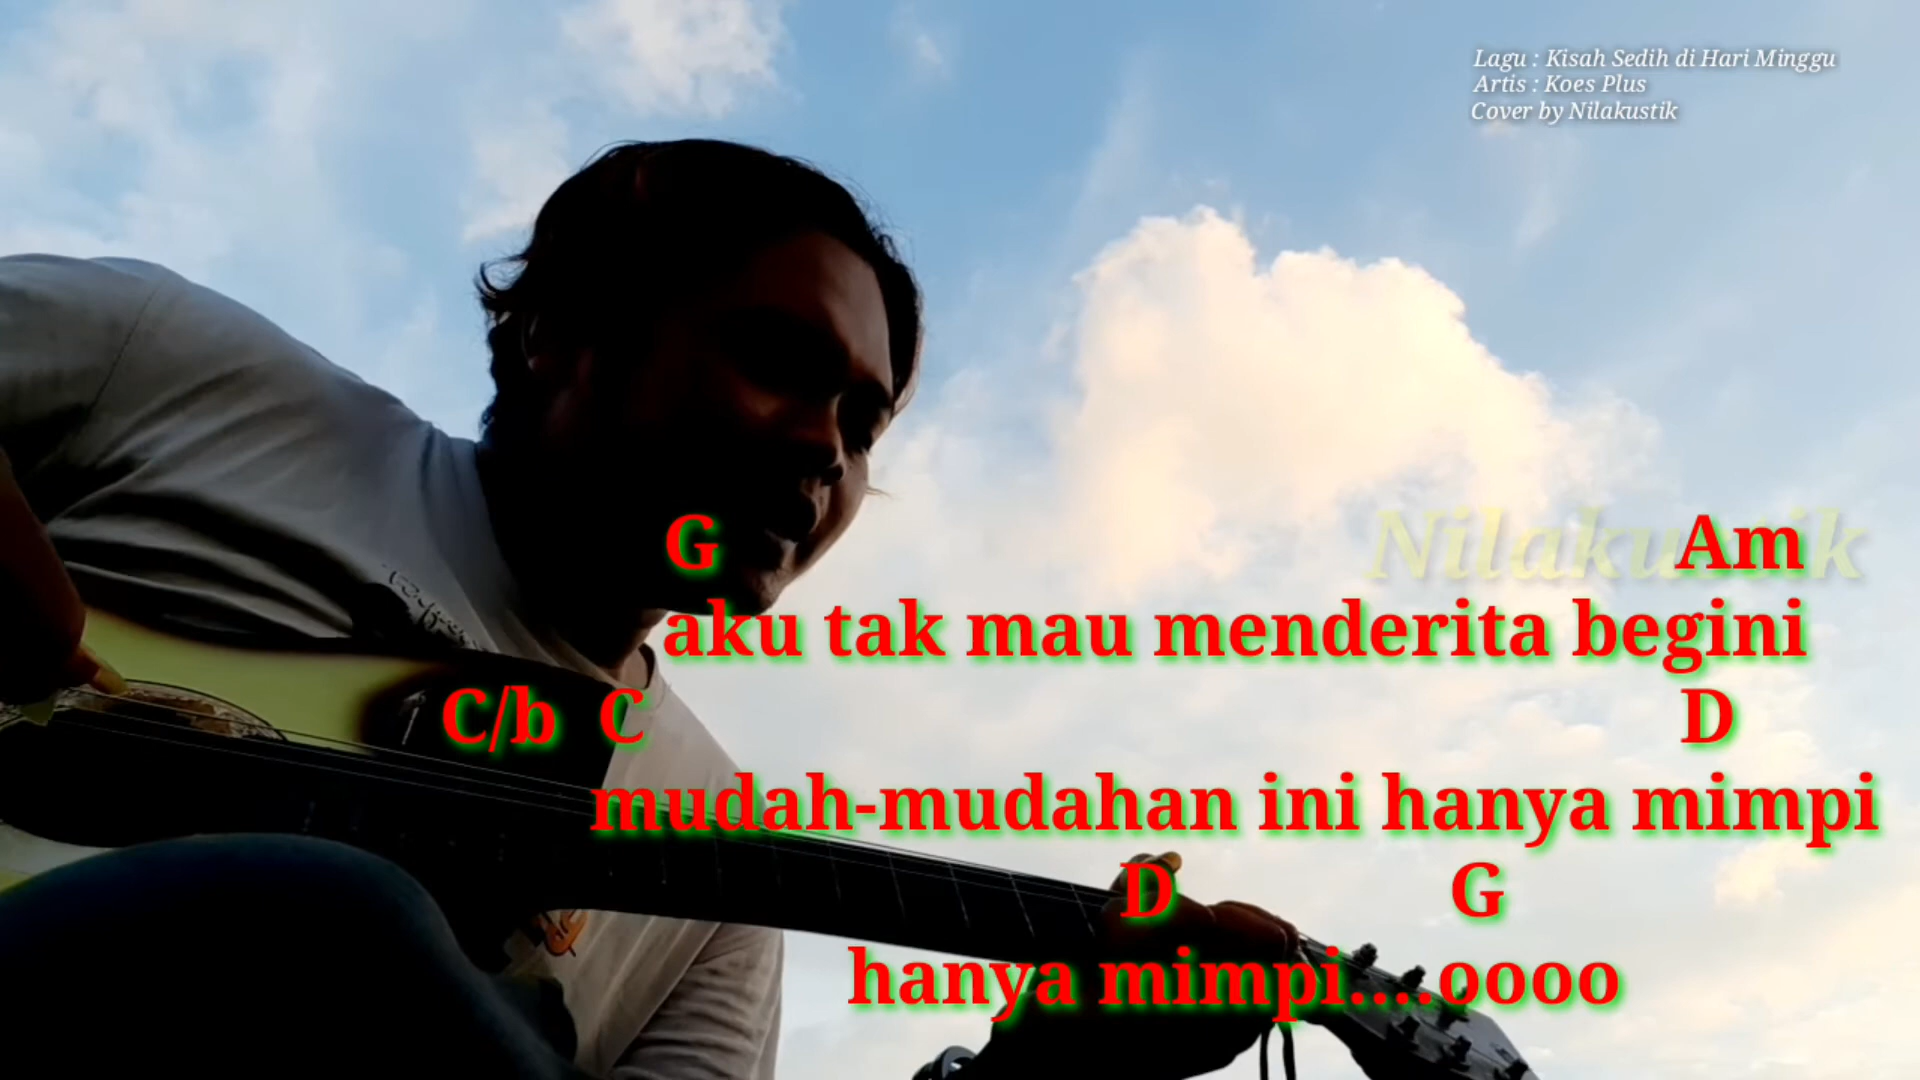 Lagu : Kisah Sedih di Hari Minggu
Artis : Koes Plus
Cover by Nilakustik
Nilakustik
G Am
aku tak mau menderita begini
C/b C D
mudah-mudahan ini hanya mimpi
D G
hanya mimpi....oooo